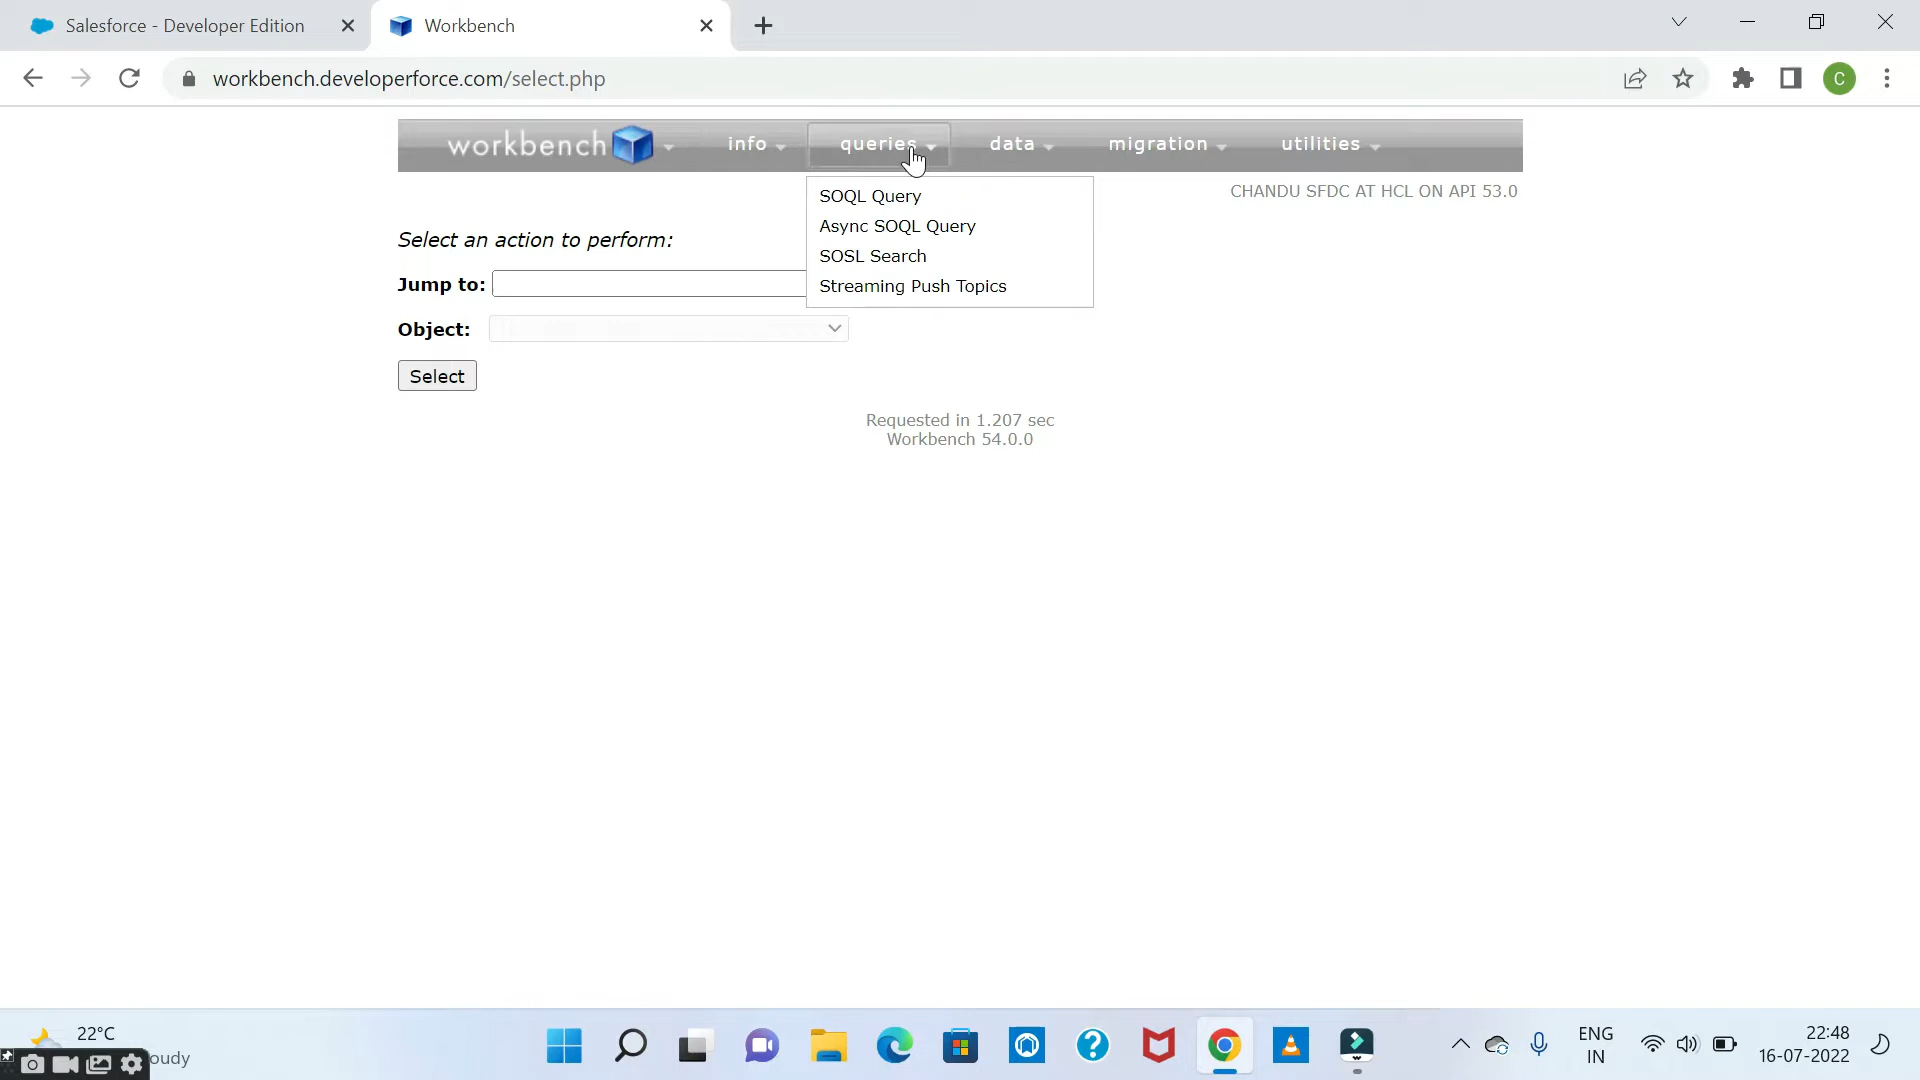 Salesforce - Developer Edition
Workbench
workbench.developerforce.com/select.php
C
workbench
info
queries
data
migration
utilities
SOQL Query
Async SOQL Query
SOSL Search
Streaming Push Topics
CHANDU SFDC AT HCL ON API 53.0
Select an action to perform:
Jump to:
Object:
Select
Requested in 1.207 sec
Workbench 54.0.0
22°C
oudy
ENG
IN
22:48
16-07-2022